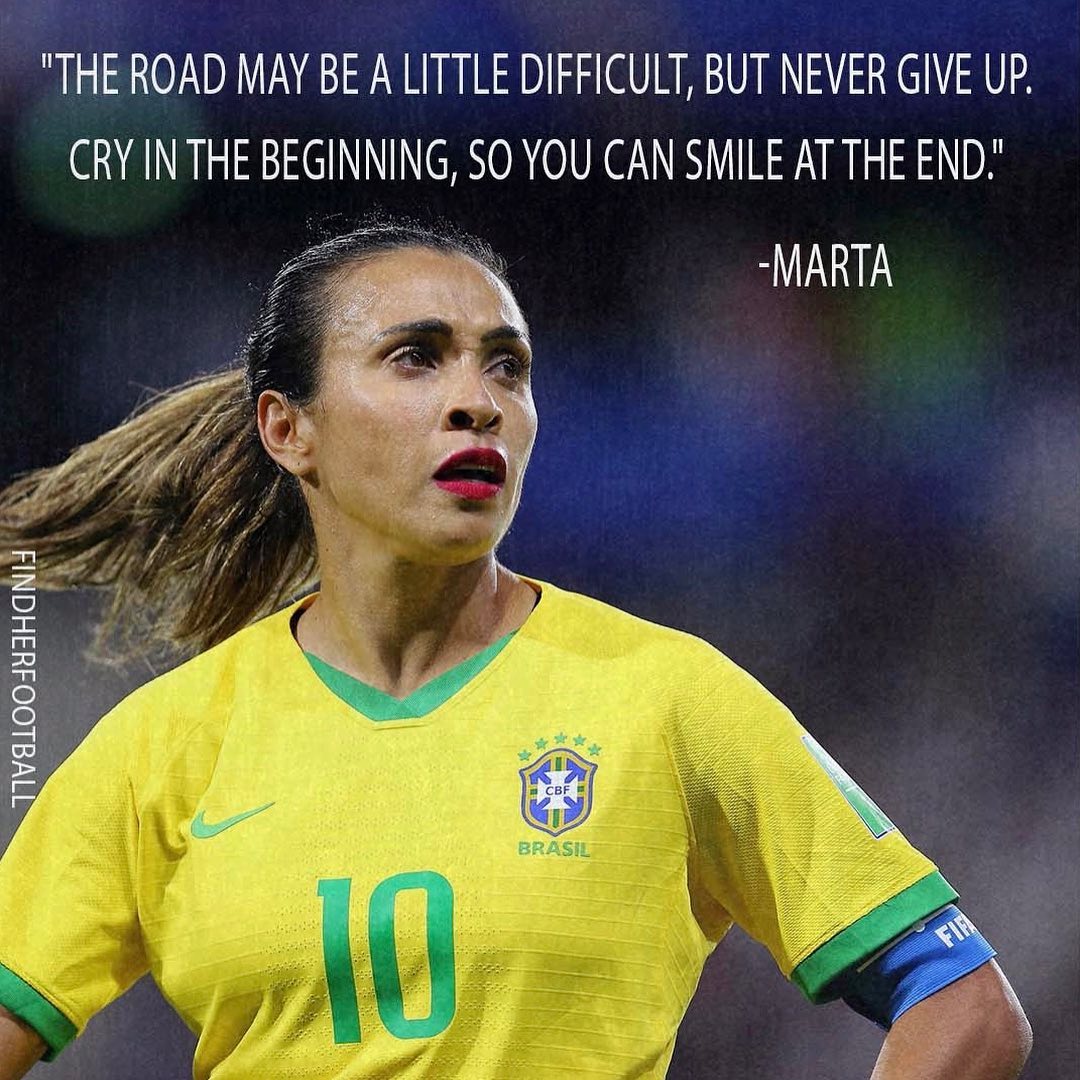 "THE ROAD MAY BE A LITTLE DIFFICULT, BUT NEVER GIVE UP.
CRY IN THE BEGINNING, SO YOU CAN SMILE AT THE END."
-MARTA
FINDHERFOOTBALL
CBF
BRASIL
10